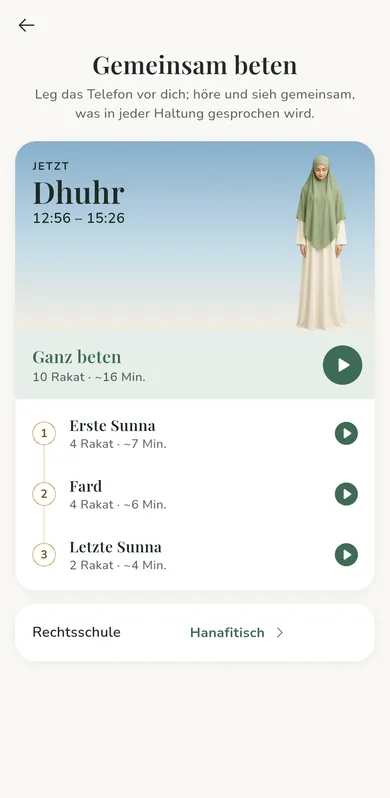 Gemeinsam beten
Leg das Telefon vor dich; höre und sieh gemeinsam,
was in jeder Haltung gesprochen wird.
JETZT
Dhuhr
12:56 – 15:26
Ganz beten
10 Rakat · ~16 Min.
1
Erste Sunna
4 Rakat · ~7 Min.
2
Fard
4 Rakat · ~6 Min.
3
Letzte Sunna
2 Rakat · ~4 Min.
Rechtsschule Hanafitisch